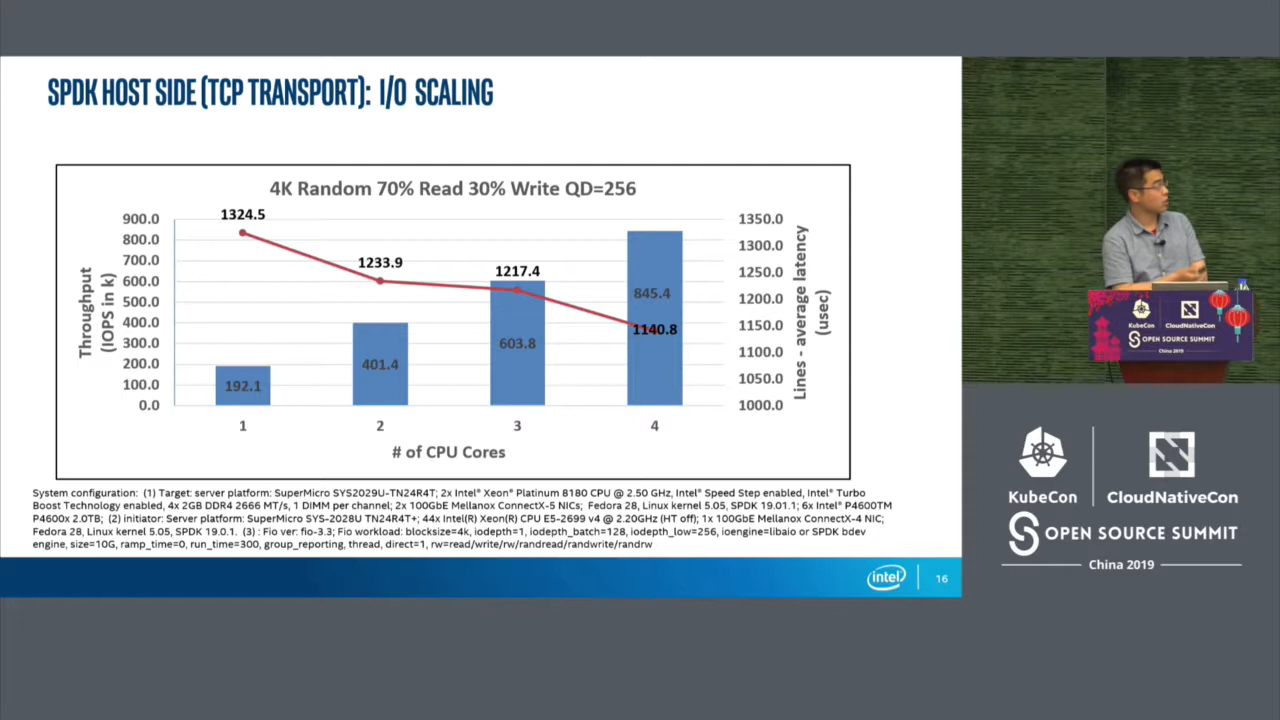 SPDK HOST SIDE (TCP TRANSPORT): I/O SCALING
4K Random 70% Read 30% Write QD=256
Throughput
(IOPS in k)
900.0
800.0
700.0
600.0
500.0
400.0
300.0
200.0
100.0
0.0
1324.5
1233.9
1217.4
1140.8
192.1
401.4
603.8
845.4
1350.0
1300.0
1250.0
1200.0
1150.0
1100.0
1050.0
1000.0
Lines - average latency
(usec)
1
2
3
4
# of CPU Cores
System configuration: (1) Target: server platform: SuperMicro SYS2029U-TN24R4T; 2x Intel® Xeon® Platinum 8180 CPU @ 2.50 GHz, Intel® Speed Step enabled, Intel® Turbo
Boost Technology enabled, 4x 2GB DDR4 2666 MT/s, 1 DIMM per channel; 2x 100GbE Mellanox ConnectX-5 NICs; Fedora 28, Linux kernel 5.05, SPDK 19.01.1; 6x Intel® P4600TM
P4600x 2.0TB; (2) initiator: Server platform: SuperMicro SYS-2028U TN24R4T+; 44x Intel(R) Xeon(R) CPU E5-2699 v4 @ 2.20GHz (HT off); 1x 100GbE Mellanox ConnectX-4 NIC;
Fedora 28, Linux kernel 5.05, SPDK 19.0.1. (3) : Fio ver: fio-3.3; Fio workload: blocksize=4k, iodepth=1, iodepth_batch=128, iodepth_low=256, ioengine=libaio or SPDK bdev
engine, size=10G, ramp_time=0, run_time=300, group_reporting, thread, direct=1, rw=read/write/rw/randread/randwrite/randrw
intel
16
KubeCon
CloudNativeCon
OPEN SOURCE SUMMIT
China 2019
KubeCon
CloudNativeCon
OPEN SOURCE SUMMIT
China 2019